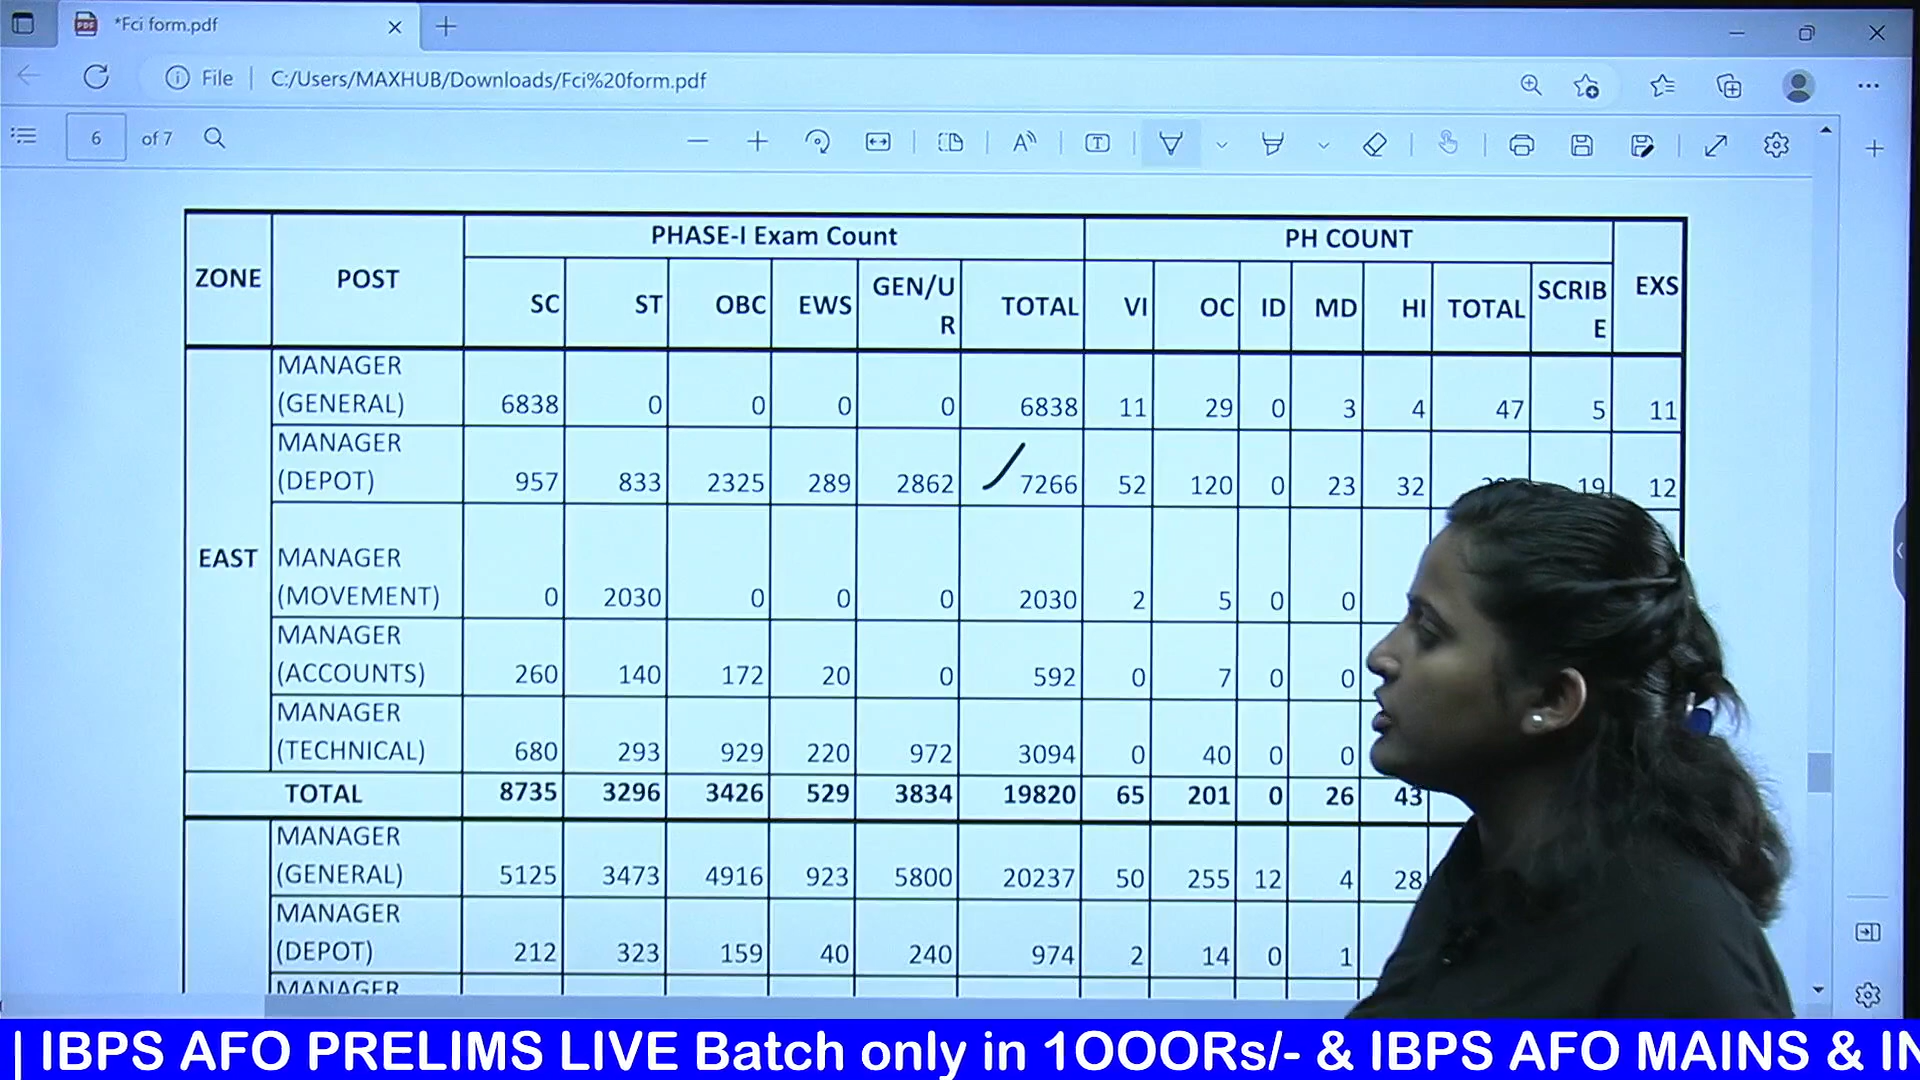 *Fci form.pdf
File | C:/Users/MAXHUB/Downloads/Fci%20form.pdf
6 of 7
ZONE POST PHASE-I Exam Count PH COUNT EXS
SC ST OBC EWS GEN/UR TOTAL VI OC ID MD HI TOTAL SCRIBE
EAST
MANAGER (GENERAL) 6838 0 0 0 0 6838 11 29 0 3 4 47 5 11
MANAGER (DEPOT) 957 833 2325 289 2862 7266 52 120 0 23 32 19 12
MANAGER (MOVEMENT) 0 2030 0 0 0 2030 2 5 0 0
MANAGER (ACCOUNTS) 260 140 172 20 0 592 0 7 0 0
MANAGER (TECHNICAL) 680 293 929 220 972 3094 0 40 0 0
TOTAL 8735 3296 3426 529 3834 19820 65 201 0 26 43
MANAGER (GENERAL) 5125 3473 4916 923 5800 20237 50 255 12 4 28
MANAGER (DEPOT) 212 323 159 40 240 974 2 14 0 1
MANAGER
| IBPS AFO PRELIMS LIVE Batch only in 1OOORs/- & IBPS AFO MAINS &